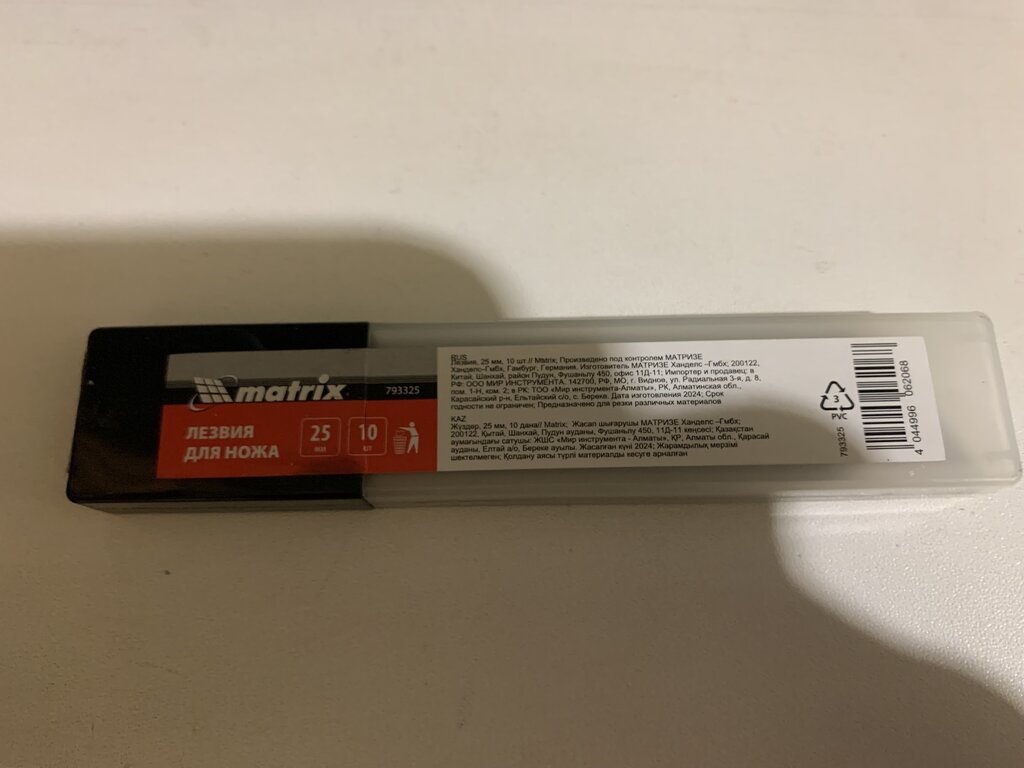 matrix
793325
ЛЕЗВИЯ
ДЛЯ НОЖА
25
мм
10
шт
RUS
Лезвия, 25 мм, 10 шт.// Matrix; Произведено под контролем МАТРИЗЕ
Ханделс–Гмбх, Гамбург, Германия. Изготовитель МАТРИЗЕ Ханделс –Гмбх; 200122,
Китай, Шанхай, район Пудун, Фушаньлу 450, офис 11Д-11; Импортер и продавец: в
РФ: ООО МИР ИНСТРУМЕНТА, 142700, РФ, МО, г. Видное, ул. Радиальная 3-я, д. 8,
пом. 1-Н, ком. 2; в РК: ТОО «Мир инструмента-Алматы», РК, Алматинская обл.,
Карасайский р-н, Ельтайский с/о, с. Береке. Дата изготовления 2024; Срок
годности не ограничен; Предназначено для резки различных материалов
KAZ
Жүздер, 25 мм, 10 дана// Matrix; Жасап шығарушы МАТРИЗЕ Ханделс –Гмбх;
200122, Қытай, Шанхай, Пудун ауданы, Фушаньлу 450, 11Д-11 кеңсесі; Қазақстан
аумағындағы сатушы: ЖШС «Мир инструмента - Алматы», ҚР, Алматы обл., Қарасай
ауданы, Елтай а/о, Береке ауылы. Жасалған күні 2024; Жарамдылық мерзімі
шектелмеген; Қолдану аясы түрлі материалды кесуге арналған
3
PVC
793325
4 044996 062068